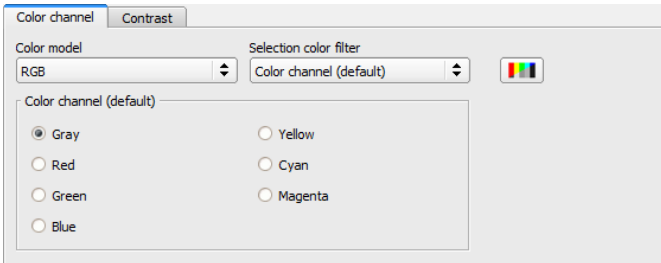 Color channel Contrast
Color model Selection color filter
RGB Color channel (default)
Color channel (default)
Gray Yellow
Red Cyan
Green Magenta
Blue